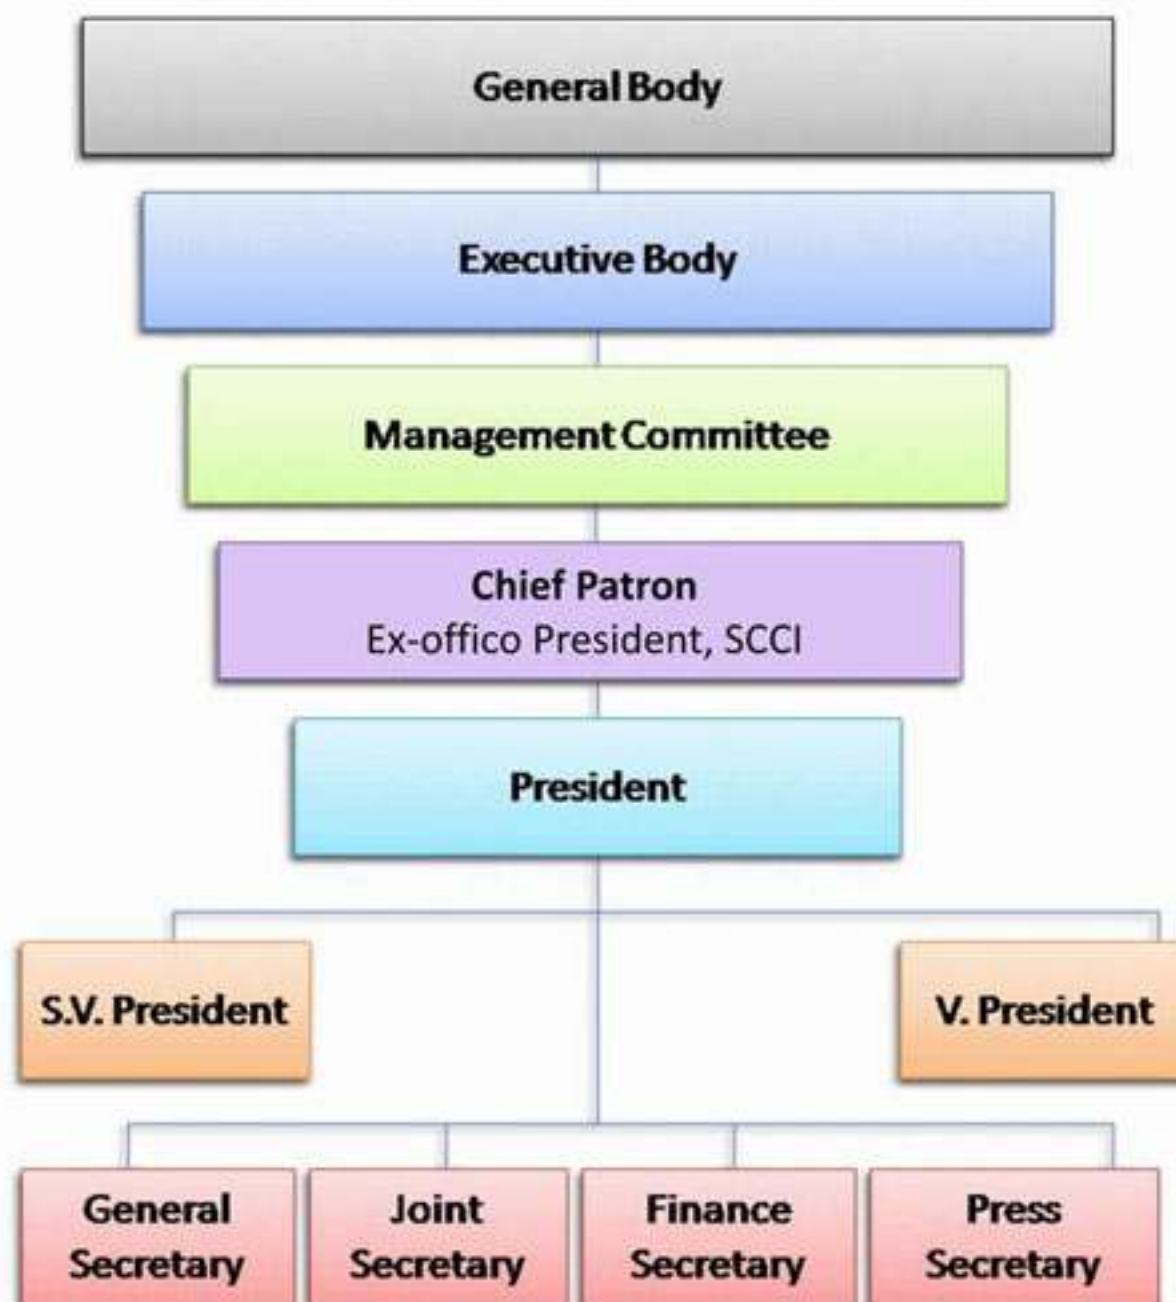 General Body
Executive Body
Management Committee
Chief Patron
Ex-offico President, SCCI
President
S.V. President
V. President
General
Secretary
Joint
Secretary
Finance
Secretary
Press
Secretary